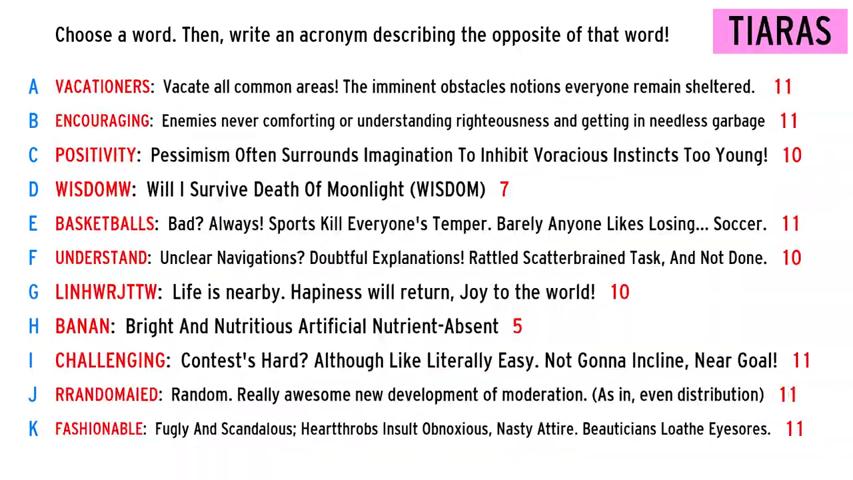 Choose a word. Then, write an acronym describing the opposite of that word!
TIARAS
A VACATIONERS: Vacate all common areas! The imminent obstacles notions everyone remain sheltered. 11
B ENCOURAGING: Enemies never comforting or understanding righteousness and getting in needless garbage 11
C POSITIVITY: Pessimism Often Surrounds Imagination To Inhibit Voracious Instincts Too Young! 10
D WISDOMW: Will I Survive Death Of Moonlight (WISDOM) 7
E BASKETBALLS: Bad? Always! Sports Kill Everyone's Temper. Barely Anyone Likes Losing... Soccer. 11
F UNDERSTAND: Unclear Navigations? Doubtful Explanations! Rattled Scatterbrained Task, And Not Done. 10
G LINHWRJTTW: Life is nearby. Hapiness will return, Joy to the world! 10
H BANAN: Bright And Nutritious Artificial Nutrient-Absent 5
I CHALLENGING: Contest's Hard? Although Like Literally Easy. Not Gonna Incline, Near Goal! 11
J RRANDOMAIED: Random. Really awesome new development of moderation. (As in, even distribution) 11
K FASHIONABLE: Fugly And Scandalous; Heartthrobs Insult Obnoxious, Nasty Attire. Beauticians Loathe Eyesores. 11